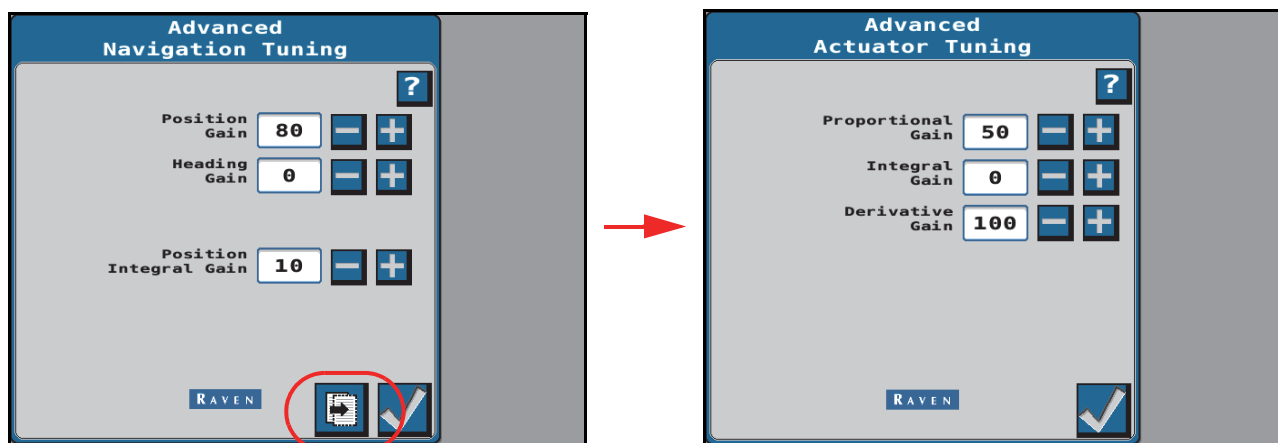 Advanced
Navigation Tuning
?
Position
Gain
80
Heading
Gain
0
Position
Integral Gain
10
RAVEN
Advanced
Actuator Tuning
?
Proportional
Gain
50
Integral
Gain
0
Derivative
Gain
100
RAVEN